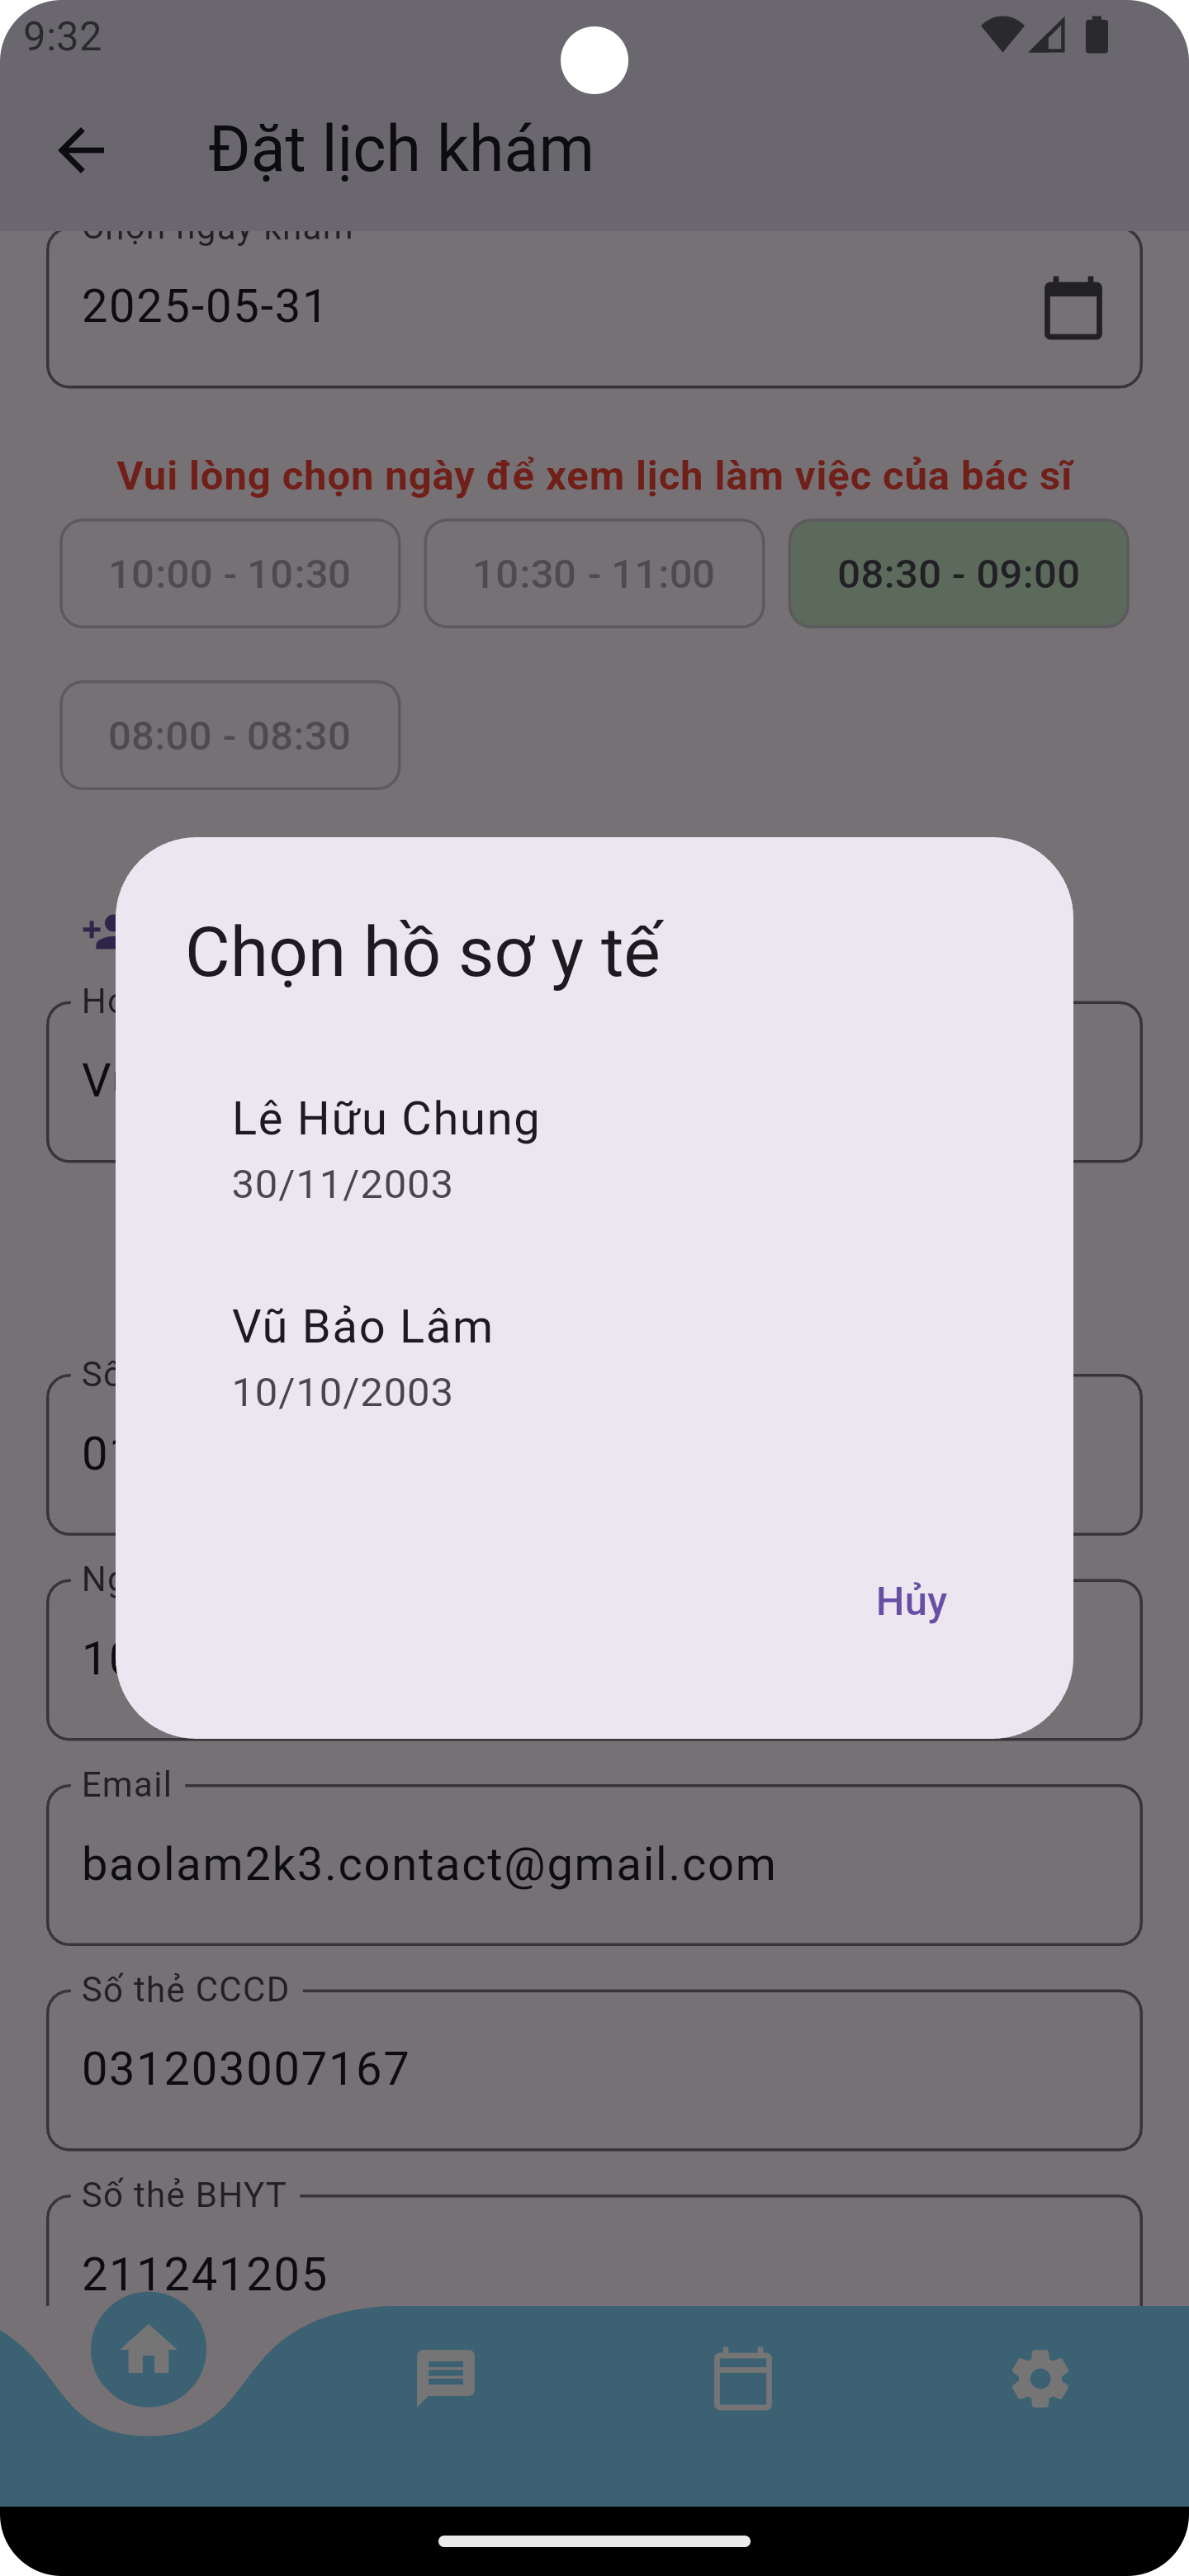 9:32
Đặt lịch khám
Chọn ngày khám
2025-05-31
Vui lòng chọn ngày để xem lịch làm việc của bác sĩ
10:00 - 10:30
10:30 - 11:00
08:30 - 09:00
08:00 - 08:30
Chọn hồ sơ y tế
Lê Hữu Chung
30/11/2003
Vũ Bảo Lâm
10/10/2003
Hủy
Email
baolam2k3.contact@gmail.com
Số thẻ CCCD
031203007167
Số thẻ BHYT
211241205